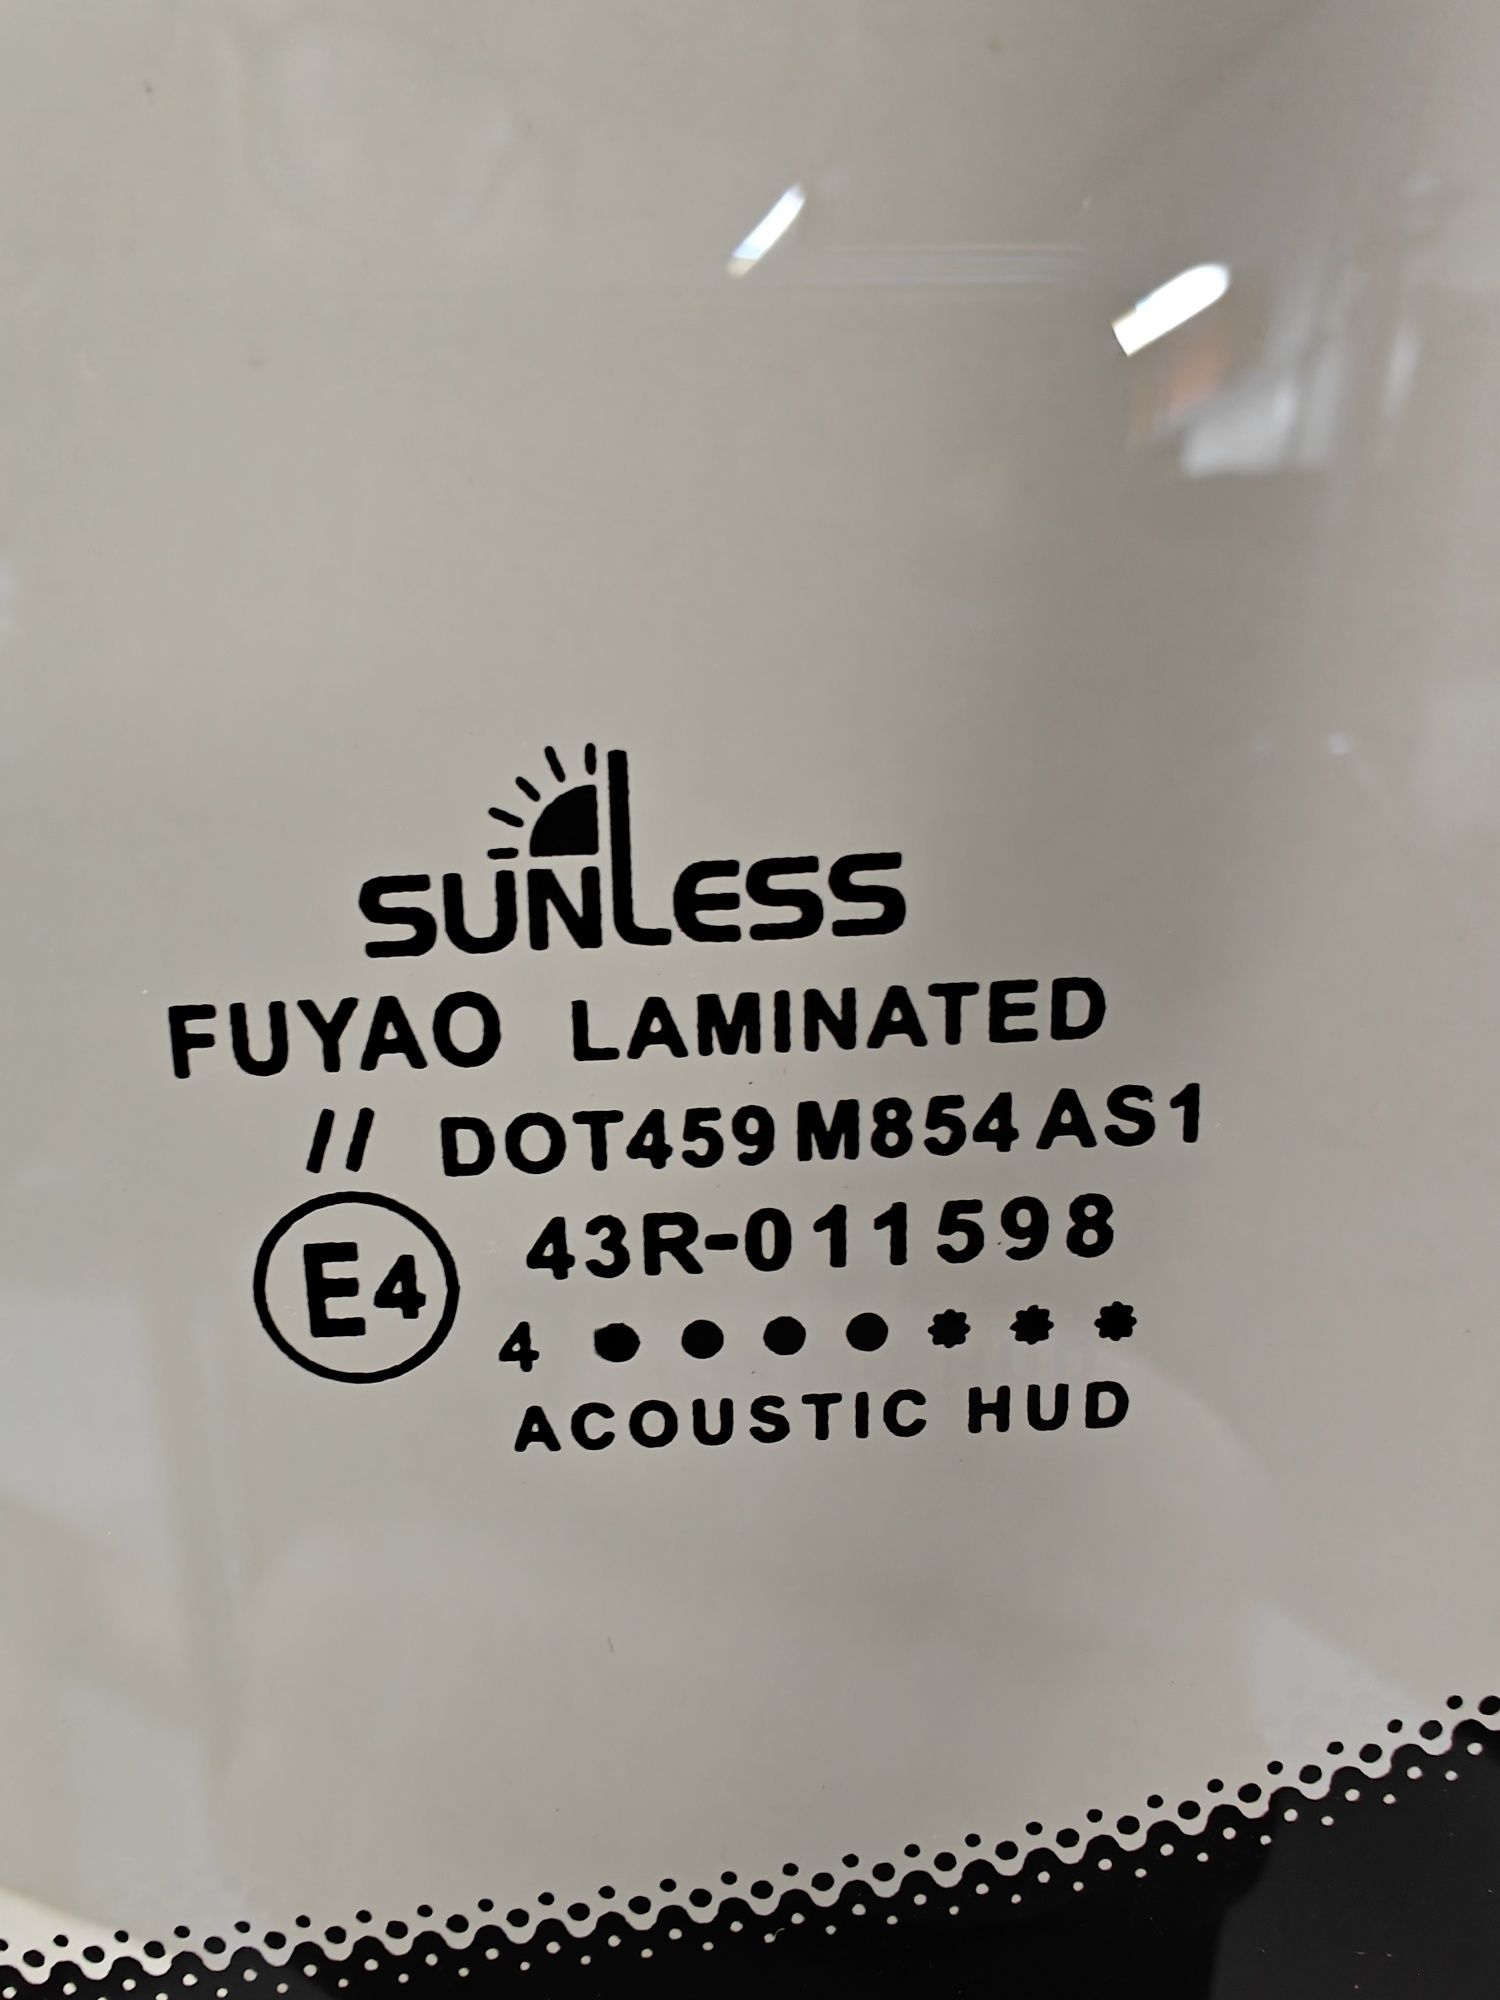 SUNLESS
FUYAO LAMINATED
// DOT459 M854 AS1
E4 43R-011598
4 ● ● ● ● ✸ ✸ ✸
ACOUSTIC HUD